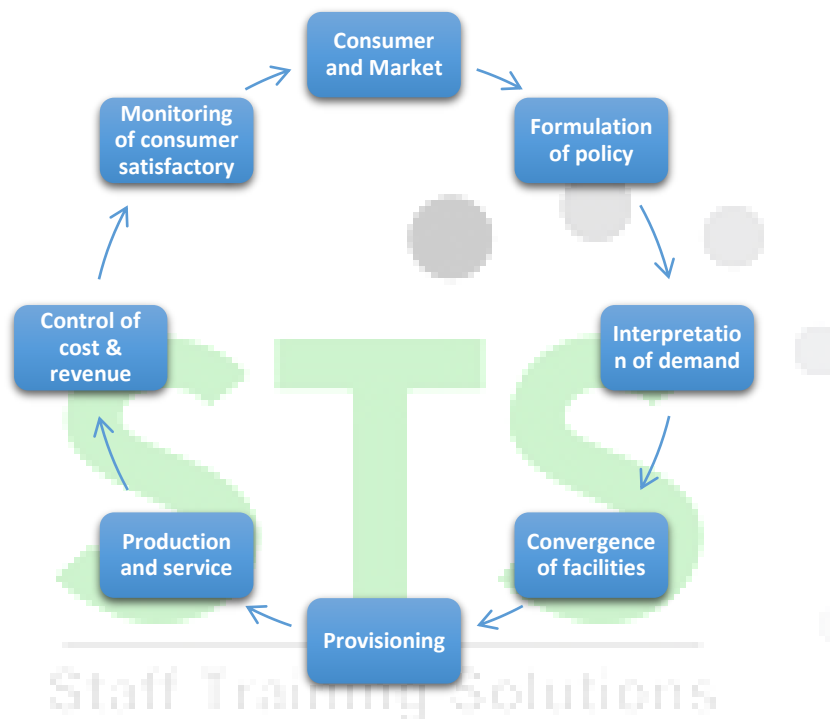 Consumer
and Market
Formulation
of policy
Interpretatio
n of demand
Convergence
of facilities
Provisioning
Production
and service
Control of
cost &
revenue
Monitoring
of consumer
satisfactory
STS
Staff Training Solutions